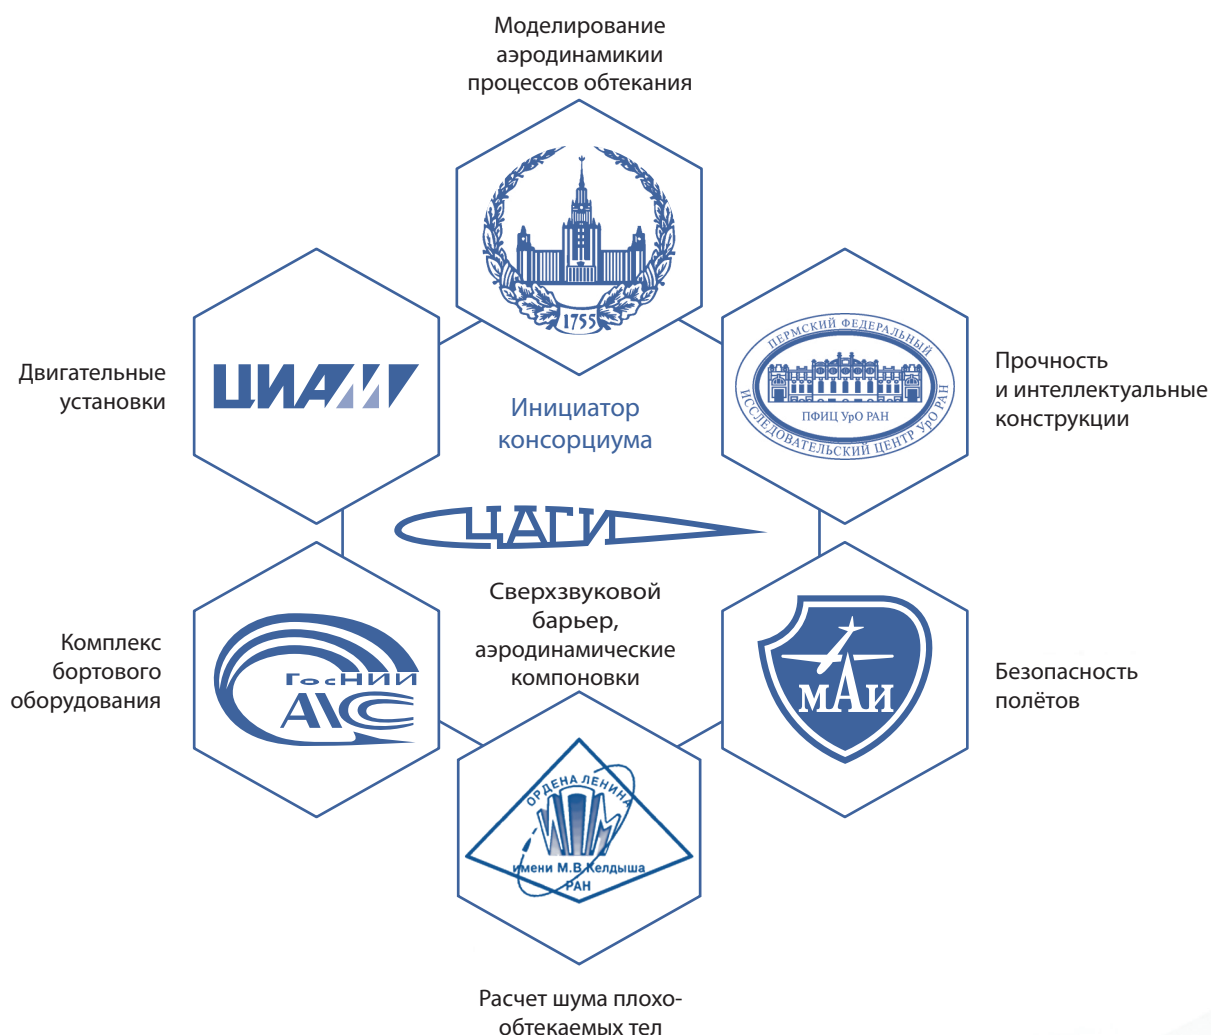 Моделирование
аэродинамикии
процессов обтекания
1755
Двигательные
установки
ЦИАМ
Инициатор
консорциума
ПЕРМСКИЙ ФЕДЕРАЛЬНЫЙ
ПФИЦ УрО РАН
ИССЛЕДОВАТЕЛЬСКИЙ ЦЕНТР УрО РАН
Прочность
и интеллектуальные
конструкции
ЦАГИ
Сверхзвуковой
барьер,
аэродинамические
компоновки
Комплекс
бортового
оборудования
ГосНИИ
АС
МАИ
Безопасность
полётов
ОРДЕНА ЛЕНИНА
имени М.В.Келдыша
РАН
Расчет шума плохо-
обтекаемых тел